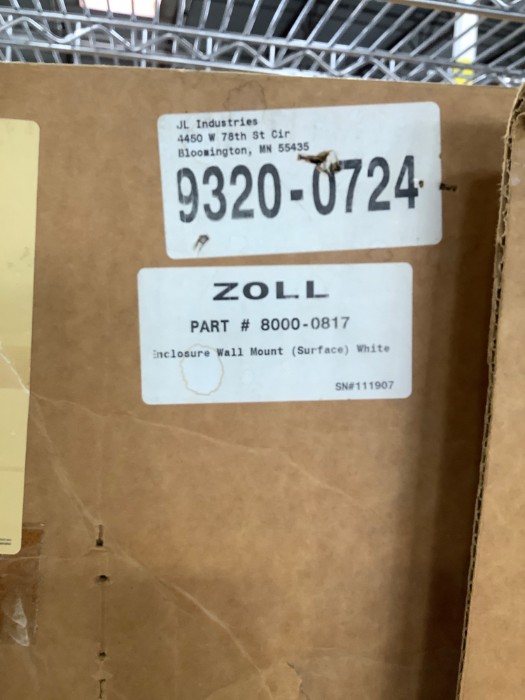 JL Industries
4450 W 78th St Cir
Bloomington, MN 55435
9320-0724
ZOLL
PART # 8000-0817
Enclosure Wall Mount (Surface) White
SN#111907